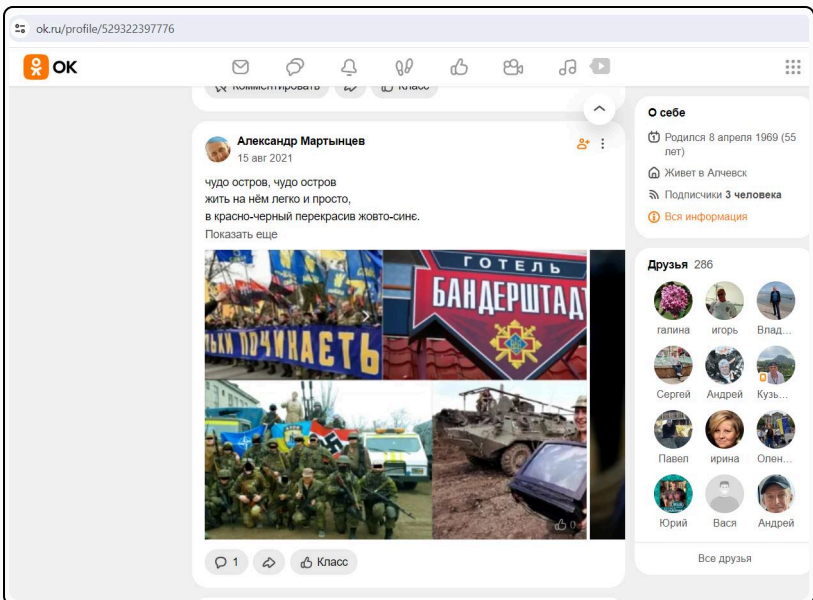 ok.ru/profile/529322397776
ОК
Комментировать
Класс
Александр Мартынцев
15 авг 2021
чудо остров, чудо остров
жить на нём легко и просто,
в красно-черный перекрасив жовто-синє.
Показать еще
ПОЧИНАЄТЬ
ГОТЕЛЬ
БАНДЕРШТАДТ
0
1
Класс
О себе
Родился 8 апреля 1969 (55
лет)
Живет в Алчевск
Подписчики 3 человека
Вся информация
Друзья 286
галина
игорь
Влад...
Сергей
Андрей
Кузь...
Павел
ирина
Олен...
Юрий
Вася
Андрей
Все друзья